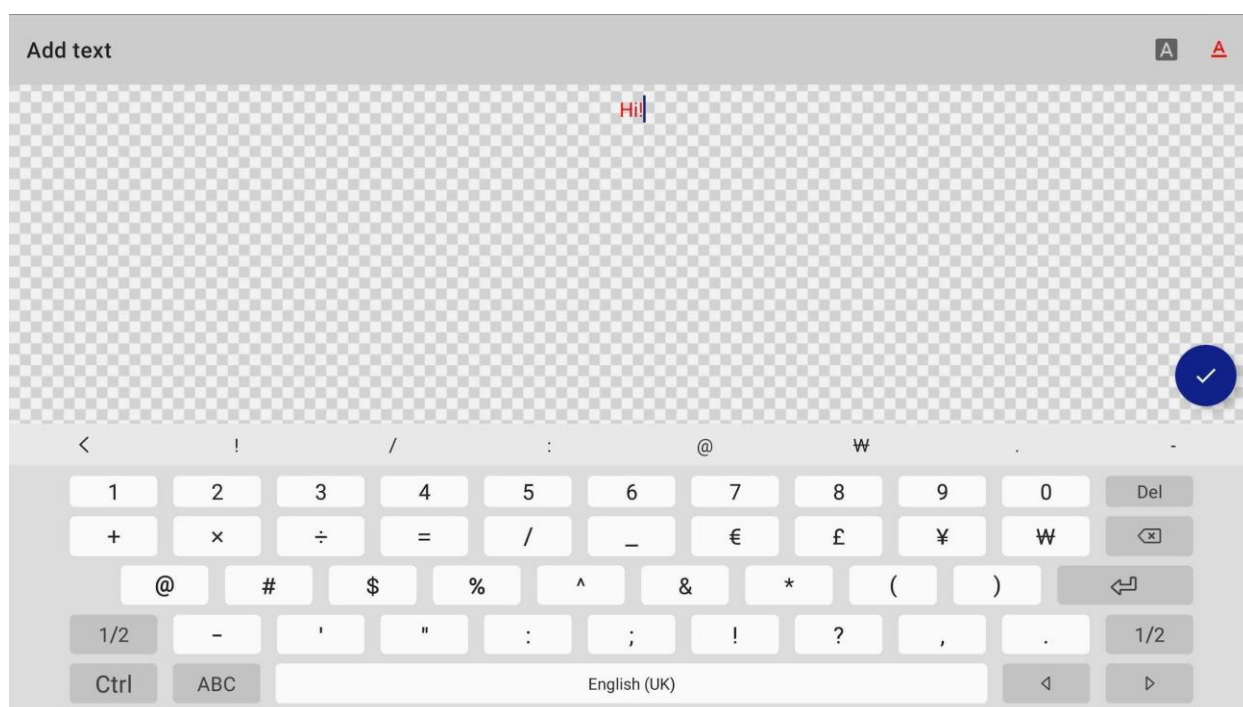 Add text A A
Hi!
< ! / : @ ₩ . -
1 2 3 4 5 6 7 8 9 0 Del
+ × ÷ = / _ € £ ¥ ₩
@ # $ % ^ & * ( )
1/2 - ' " : ; ! ? , . 1/2
Ctrl ABC English (UK)